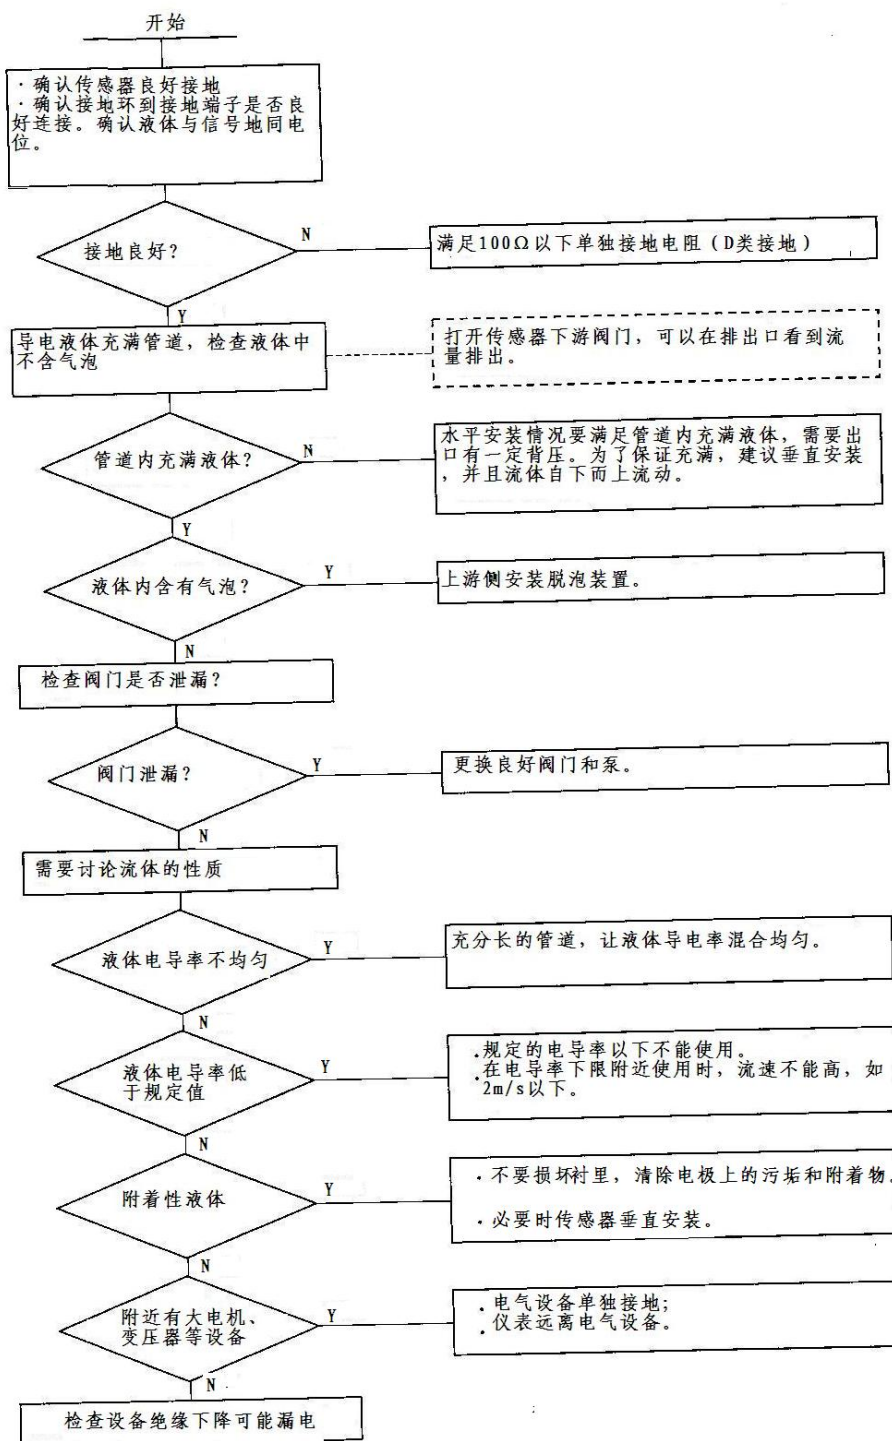 开始
·确认传感器良好接地
·确认接地环到接地端子是否良
好连接。确认液体与信号地同电
位。
接地良好?
N
满足100Ω以下单独接地电阻(D类接地)
Y
导电液体充满管道,检查液体中
不含气泡
打开传感器下游阀门,可以在排出口看到流
量排出。
管道内充满液体?
N
水平安装情况要满足管道内充满液体,需要出
口有一定背压。为了保证充满,建议垂直安装
,并且流体自下而上流动。
Y
液体内含有气泡?
Y
上游侧安装脱泡装置。
N
检查阀门是否泄漏?
阀门泄漏?
Y
更换良好阀门和泵。
N
需要讨论流体的性质
液体电导率不均匀
Y
充分长的管道,让液体导电率混合均匀。
N
液体电导率低
于规定值
Y
·规定的电导率以下不能使用。
·在电导率下限附近使用时,流速不能高,如
2m/s以下。
N
附着性液体
Y
·不要损坏衬里,清除电极上的污垢和附着物。
·必要时传感器垂直安装。
N
附近有大电机、
变压器等设备
Y
·电气设备单独接地;
·仪表远离电气设备。
N
检查设备绝缘下降可能漏电